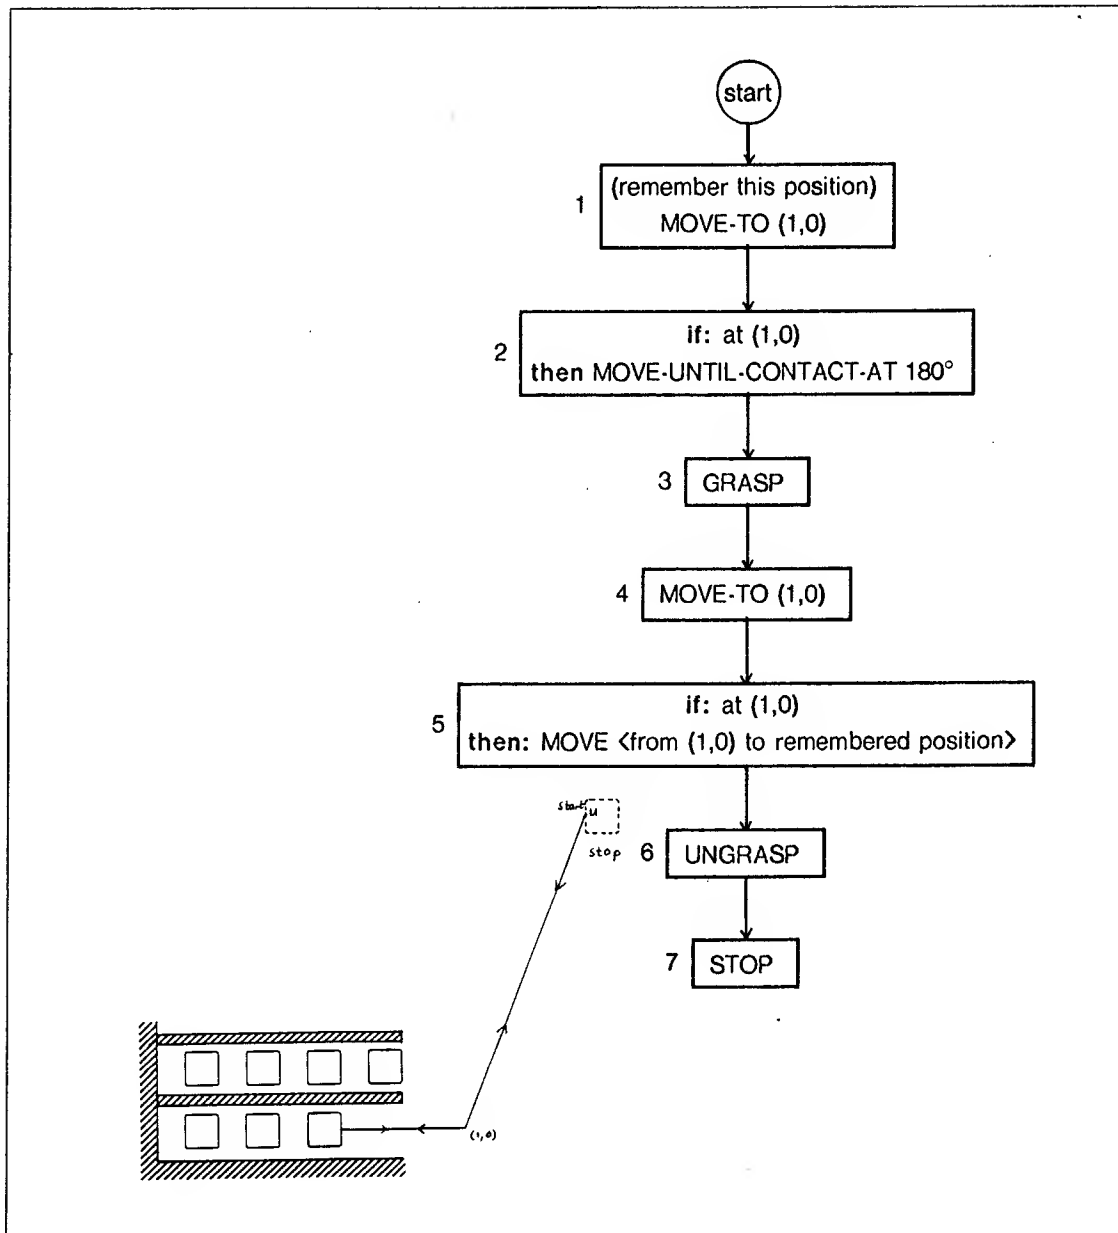 start
1
(remember this position)
MOVE-TO (1,0)
2
if: at (1,0)
then MOVE-UNTIL-CONTACT-AT 180°
3
GRASP
4
MOVE-TO (1,0)
5
if: at (1,0)
then: MOVE <from (1,0) to remembered position>
start
u
stop
6
UNGRASP
7
STOP
(1,0)